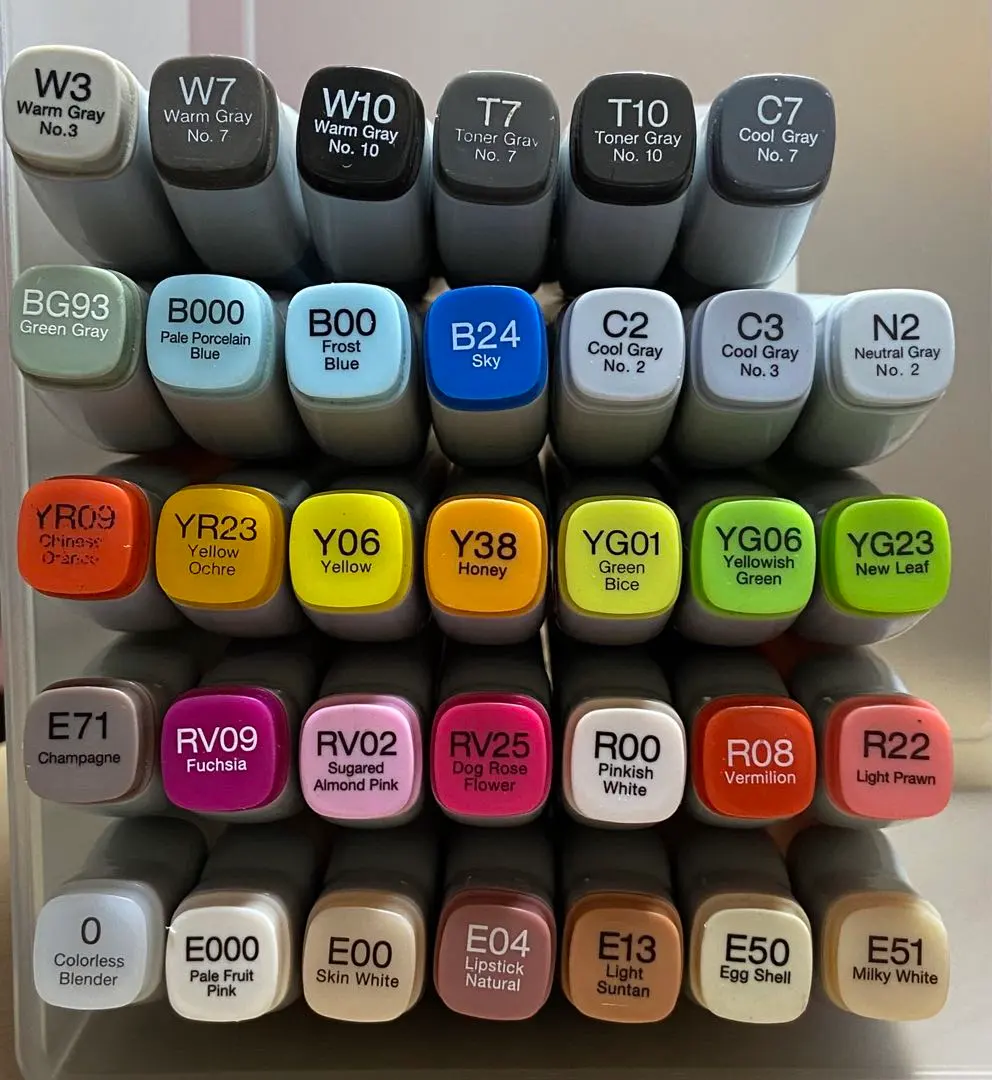 W3
Warm Gray
No.3
W7
Warm Gray
No. 7
W10
Warm Gray
No. 10
T7
Toner Gray
No. 7
T10
Toner Gray
No. 10
C7
Cool Gray
No. 7
BG93
Green Gray
B000
Pale Porcelain
Blue
B00
Frost
Blue
B24
Sky
C2
Cool Gray
No. 2
C3
Cool Gray
No. 3
N2
Neutral Gray
No. 2
YR09
Chinese
Orange
YR23
Yellow
Ochre
Y06
Yellow
Y38
Honey
YG01
Green
Bice
YG06
Yellowish
Green
YG23
New Leaf
E71
Champagne
RV09
Fuchsia
RV02
Sugared
Almond Pink
RV25
Dog Rose
Flower
R00
Pinkish
White
R08
Vermilion
R22
Light Prawn
0
Colorless
Blender
E000
Pale Fruit
Pink
E00
Skin White
E04
Lipstick
Natural
E13
Light
Suntan
E50
Egg Shell
E51
Milky White